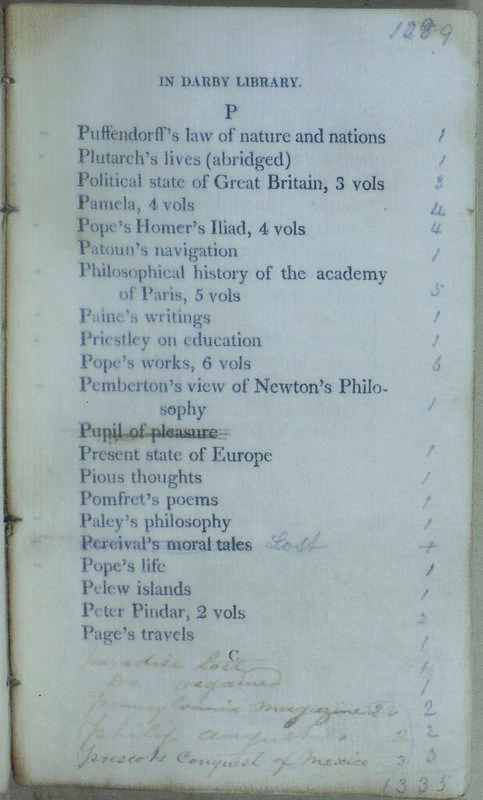 1289
IN DARBY LIBRARY.
P
Puffendorff's law of nature and nations 1
Plutarch's lives (abridged) 1
Political state of Great Britain, 3 vols 3
Pamela, 4 vols 4
Pope's Homer's Iliad, 4 vols 4
Patoun's navigation 1
Philosophical history of the academy
of Paris, 5 vols 5
Paine's writings 1
Priestley on education 1
Pope's works, 6 vols 6
Pemberton's view of Newton's Philo-
sophy 1
Pupil of pleasure
Present state of Europe 1
Pious thoughts 1
Pomfret's poems 1
Paley's philosophy 1
Percival's moral tales Lost +
Pope's life 1
Pelew islands 1
Peter Pindar, 2 vols 2
Page's travels 1
C
Paradise Lost 1
Do regained 1
Pennsylvania magazine 2 v 2
Philip augustus 2 2
Prescots Conquest of Mexico 3 3
1335